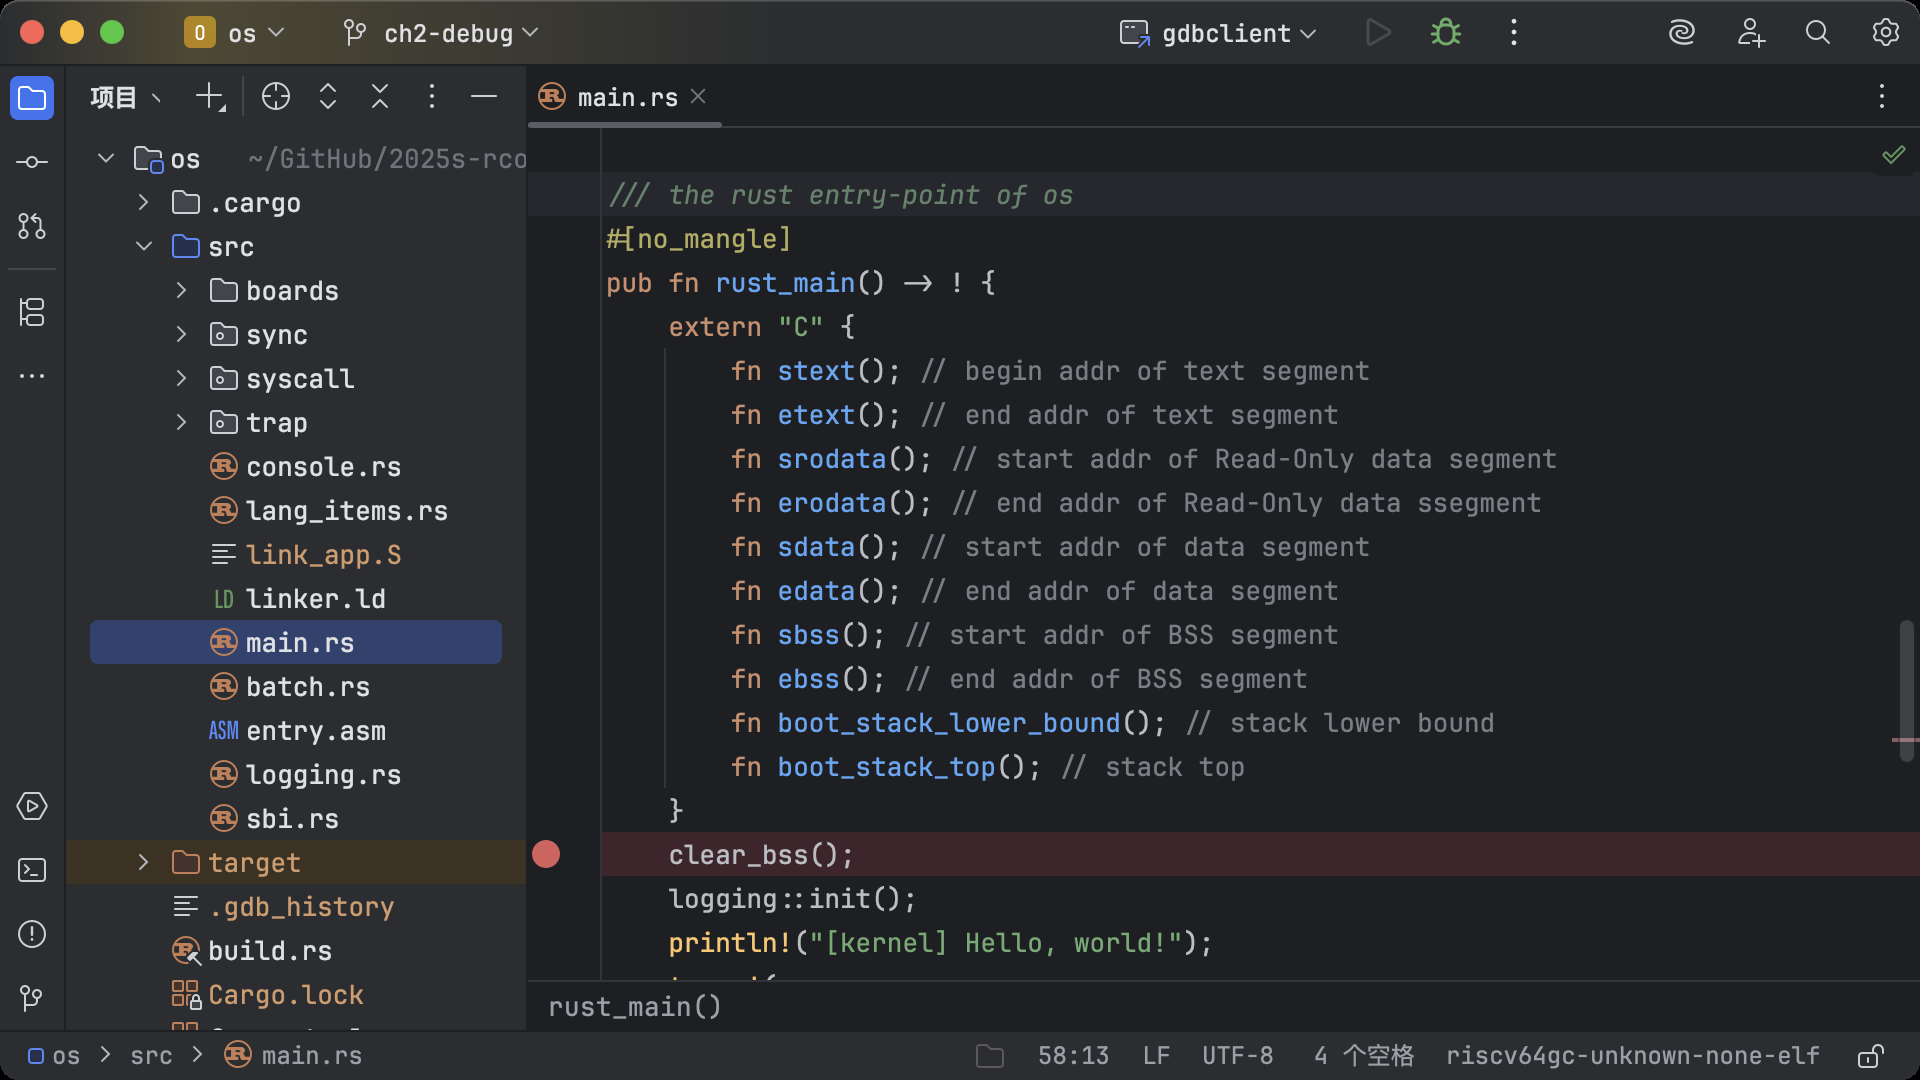 O os ch2-debug gdbclient
项目
main.rs
os ~/GitHub/2025s-rco
.cargo
src
boards
sync
syscall
trap
console.rs
lang_items.rs
link_app.S
LD linker.ld
main.rs
batch.rs
ASM entry.asm
logging.rs
sbi.rs
target
.gdb_history
build.rs
Cargo.lock
/// the rust entry-point of os
#[no_mangle]
pub fn rust_main() -> ! {
extern "C" {
fn stext(); // begin addr of text segment
fn etext(); // end addr of text segment
fn srodata(); // start addr of Read-Only data segment
fn erodata(); // end addr of Read-Only data ssegment
fn sdata(); // start addr of data segment
fn edata(); // end addr of data segment
fn sbss(); // start addr of BSS segment
fn ebss(); // end addr of BSS segment
fn boot_stack_lower_bound(); // stack lower bound
fn boot_stack_top(); // stack top
}
clear_bss();
logging::init();
println!("[kernel] Hello, world!");
rust_main()
os > src > main.rs
58:13 LF UTF-8 4 个空格 riscv64gc-unknown-none-elf